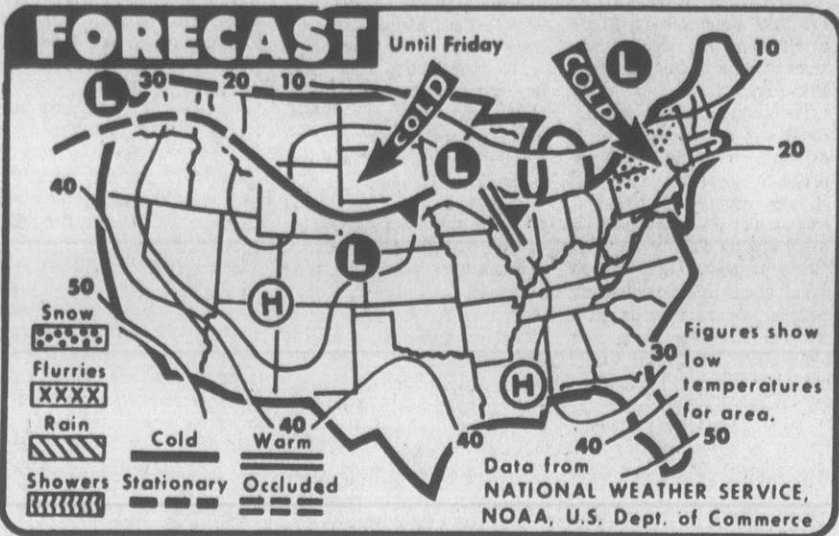 FORECAST
Until Friday
L
30
20
10
COLD
L
COLD
L
10
20
40
50
L
H
H
Snow
Flurries
XXXX
Rain
Showers
Cold
Warm
Stationary
Occluded
40
40
30
40
50
Figures show
low
temperatures
for area.
Data from
NATIONAL WEATHER SERVICE,
NOAA, U.S. Dept. of Commerce